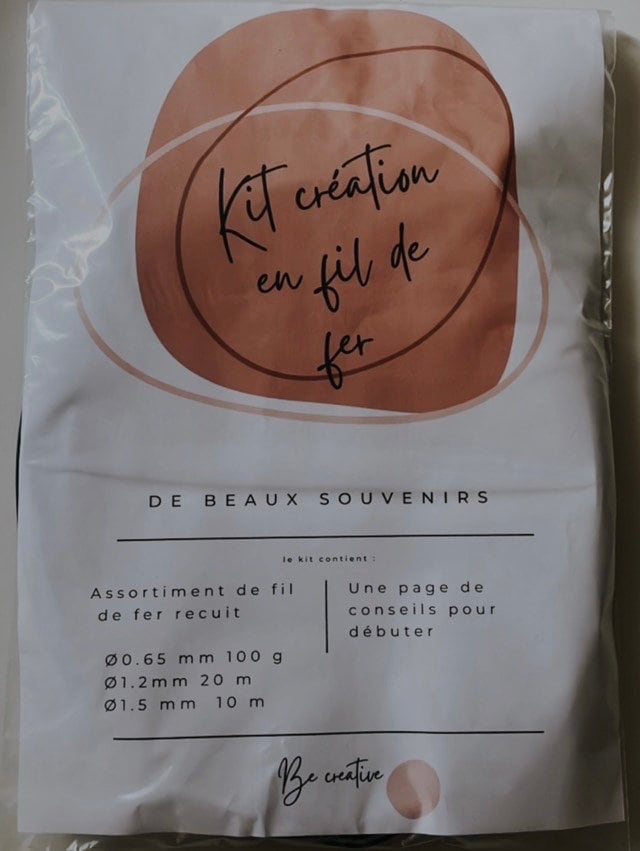 Kit création
en fil de
fer
DE BEAUX SOUVENIRS
le kit contient :
Assortiment de fil
de fer recuit
Ø0.65 mm 100 g
Ø1.2mm 20 m
Ø1.5 mm 10 m
Une page de
conseils pour
débuter
Be creative